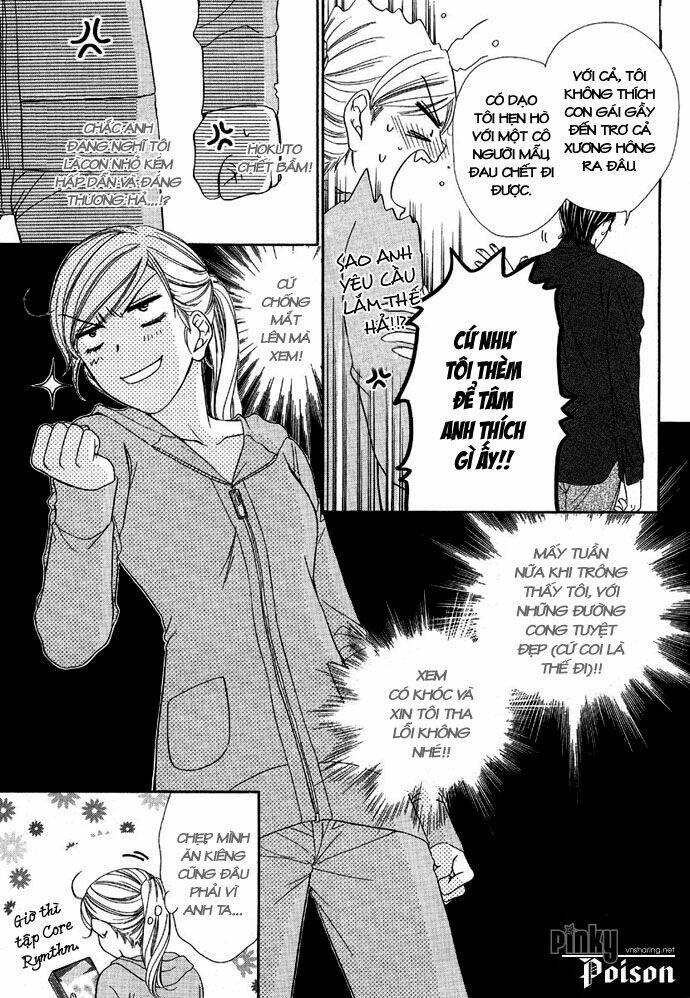 VỚI CẢ, TÔI
KHÔNG THÍCH
CON GÁI GẦY
ĐẾN TRƠ CẢ
XƯƠNG HÔNG
RA ĐÂU.
CÓ DẠO
TÔI HẸN HÒ
VỚI MỘT CÔ
NGƯỜI MẪU,
ĐAU CHẾT ĐI
ĐƯỢC.
SAO ANH
YÊU CẦU
LẮM THẾ
HẢ!!?
CỨ NHƯ
TÔI THÈM
ĐỂ TÂM
ANH THÍCH
GÌ ẤY!!
HOKUTO
CHẾT BẦM!
CHẮC ANH
ĐANG NGHĨ TÔI
LÀ CON NHỎ KÉM
HẤP DẪN VÀ ĐÁNG
THƯƠNG HẢ...!?
CỨ
CHỐNG
MẮT
LÊN MÀ
XEM!
MẤY TUẦN
NỮA KHI TRÔNG
THẤY TÔI, VỚI
NHỮNG ĐƯỜNG
CONG TUYỆT
ĐẸP (CỨ COI LÀ
THẾ ĐI)!!
XEM
CÓ KHÓC VÀ
XIN TÔI THA
LỖI KHÔNG
NHÉ!!
CHẸP MÌNH
ĂN KIÊNG
CŨNG ĐÂU
PHẢI VÌ
ANH TA...
Giờ thì
tập Core
Rymthm.
pinky
vnsharing.net
Poison